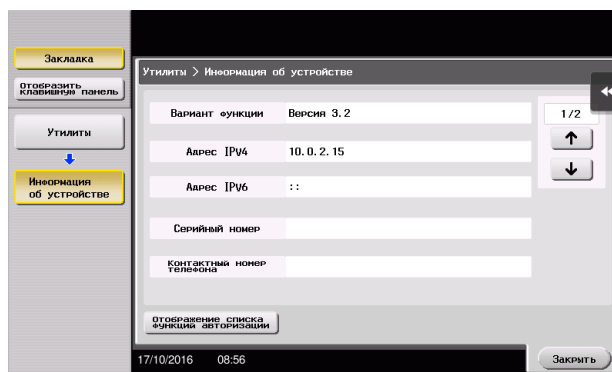 Закладка
Отобразить
клавишную панель
Утилиты
Информация
об устройстве
Утилиты > Информация об устройстве
Вариант функции
Версия 3.2
1/2
Адрес IPv4
10.0.2.15
Адрес IPv6
::
Серийный номер
Контактный номер
телефона
Отображение списка
функций авторизации
17/10/2016 08:56
Закрыть